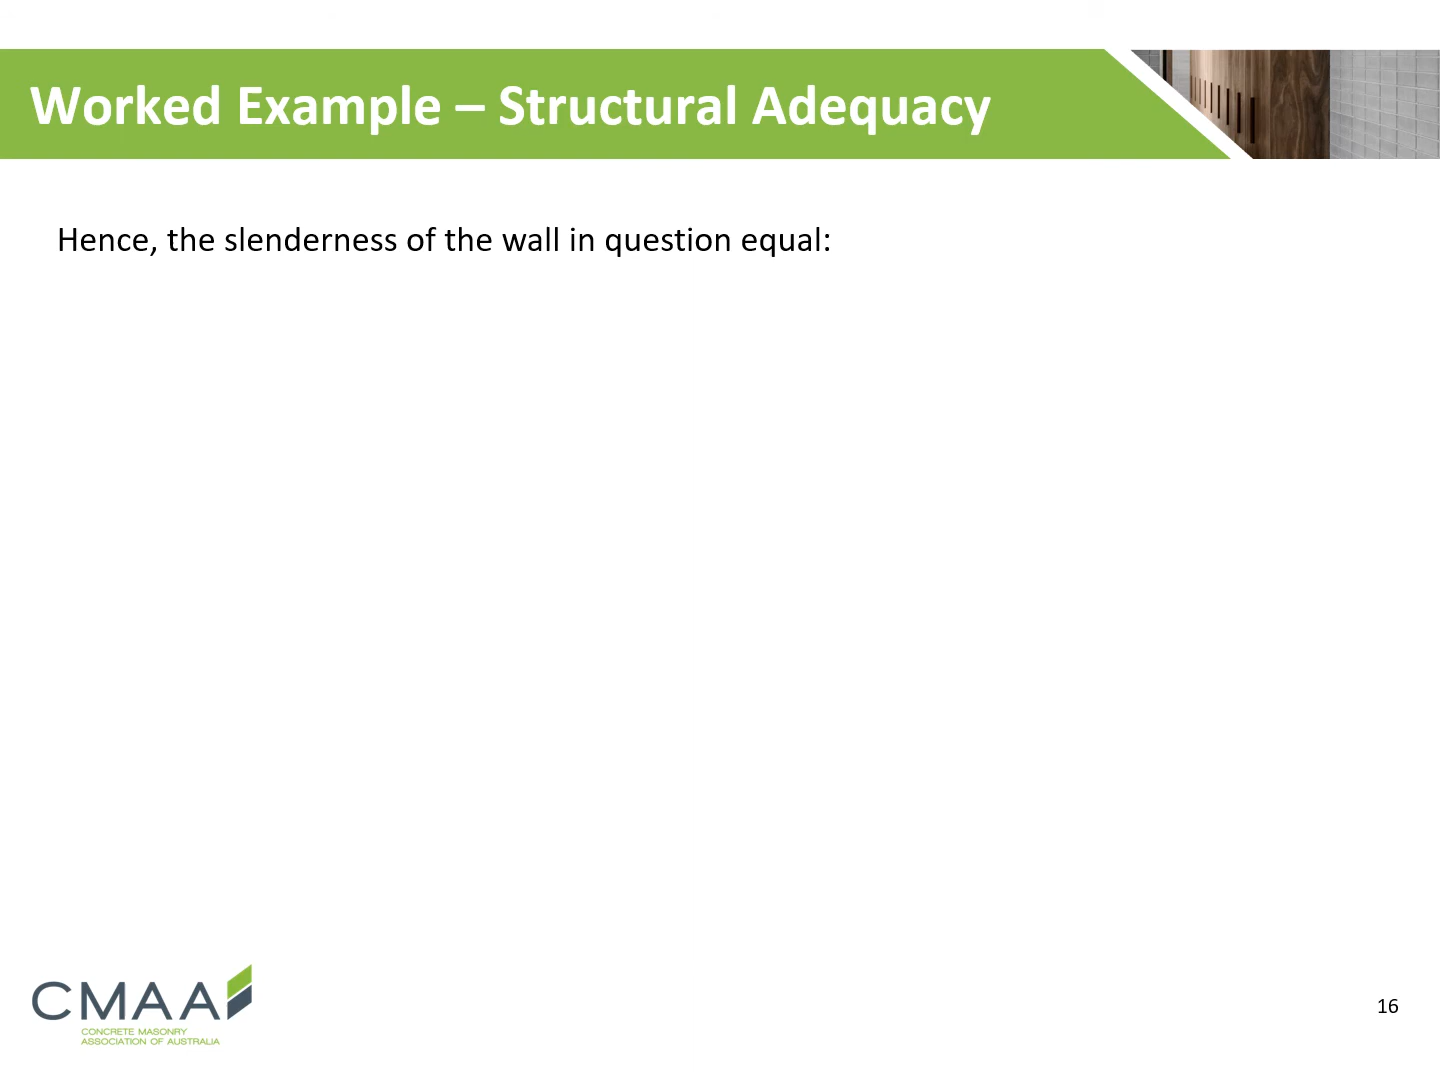 Worked Example – Structural Adequacy
Hence, the slenderness of the wall in question equal:
CMAA
CONCRETE MASONRY
ASSOCIATION OF AUSTRALIA
16